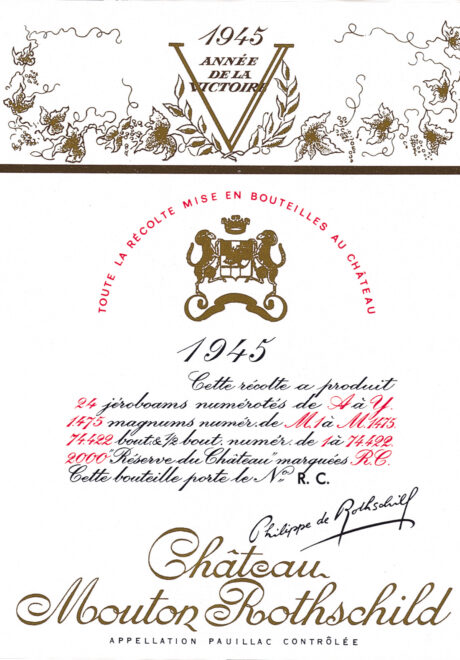 1945
ANNÉE
DE LA
VICTOIRE
TOUTE LA RÉCOLTE MISE EN BOUTEILLES AU CHÂTEAU
1945
Cette récolte a produit
24 jéroboams numérotés de A à Y.
1475 magnums numér. de M1 à M1475.
74422 bout. & 1/2 bout. numér. de 1 à 74422.
2000 "Réserve du Château" marquées R.C.
Cette bouteille porte le No R.C.
Philippe de Rothschild
Château
Mouton Rothschild
APPELLATION PAUILLAC CONTRÔLÉE